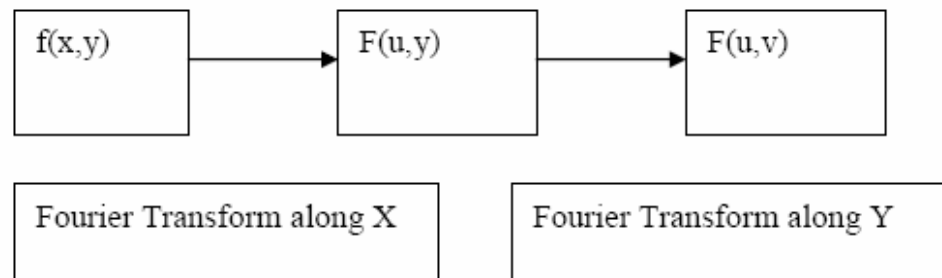 f(x,y)
F(u,y)
F(u,v)
Fourier Transform along X
Fourier Transform along Y